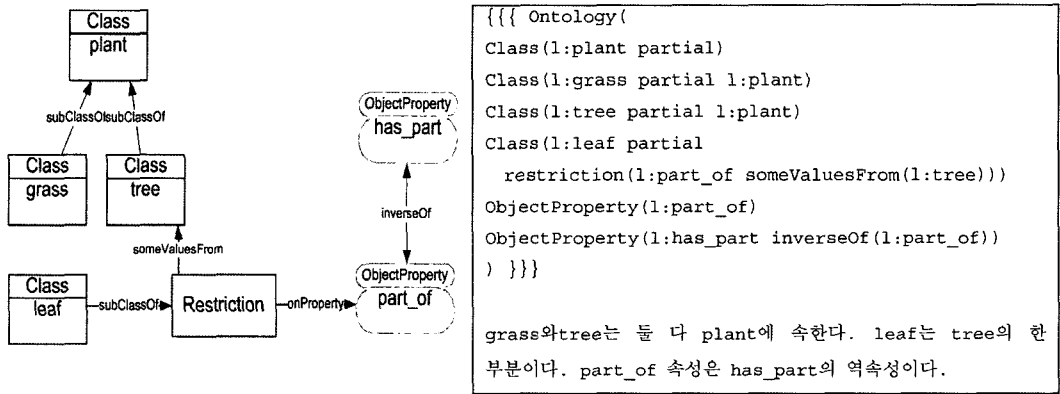 Class
plant
subClassOf
subClassOf
Class
grass
Class
tree
someValuesFrom
Class
leaf
subClassOf
Restriction
onProperty
ObjectProperty
has_part
inverseOf
ObjectProperty
part_of
{{{ Ontology(
Class(l:plant partial)
Class(l:grass partial l:plant)
Class(l:tree partial l:plant)
Class(l:leaf partial
restriction(l:part_of someValuesFrom(l:tree)))
ObjectProperty(l:part_of)
ObjectProperty(l:has_part inverseOf(l:part_of))
) }}}
grass와tree는 둘 다 plant에 속한다. leaf는 tree의 한
부분이다. part_of 속성은 has_part의 역속성이다.